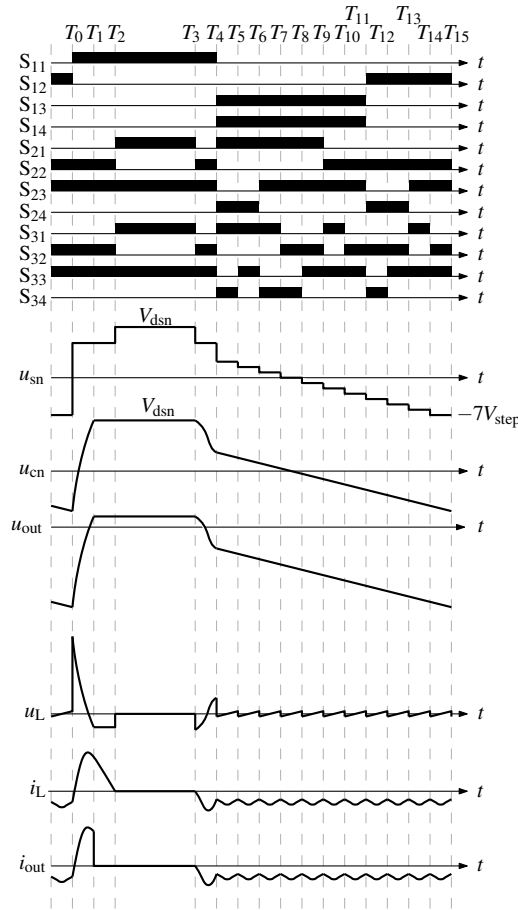 T11 T13
T0 T1 T2 T3 T4 T5 T6 T7 T8 T9 T10 T12 T14 T15
S11 t
S12 t
S13 t
S14 t
S21 t
S22 t
S23 t
S24 t
S31 t
S32 t
S33 t
S34 t
Vdsn
usn t
−7Vstep
Vdsn
ucn t
uout t
uL t
iL t
iout t